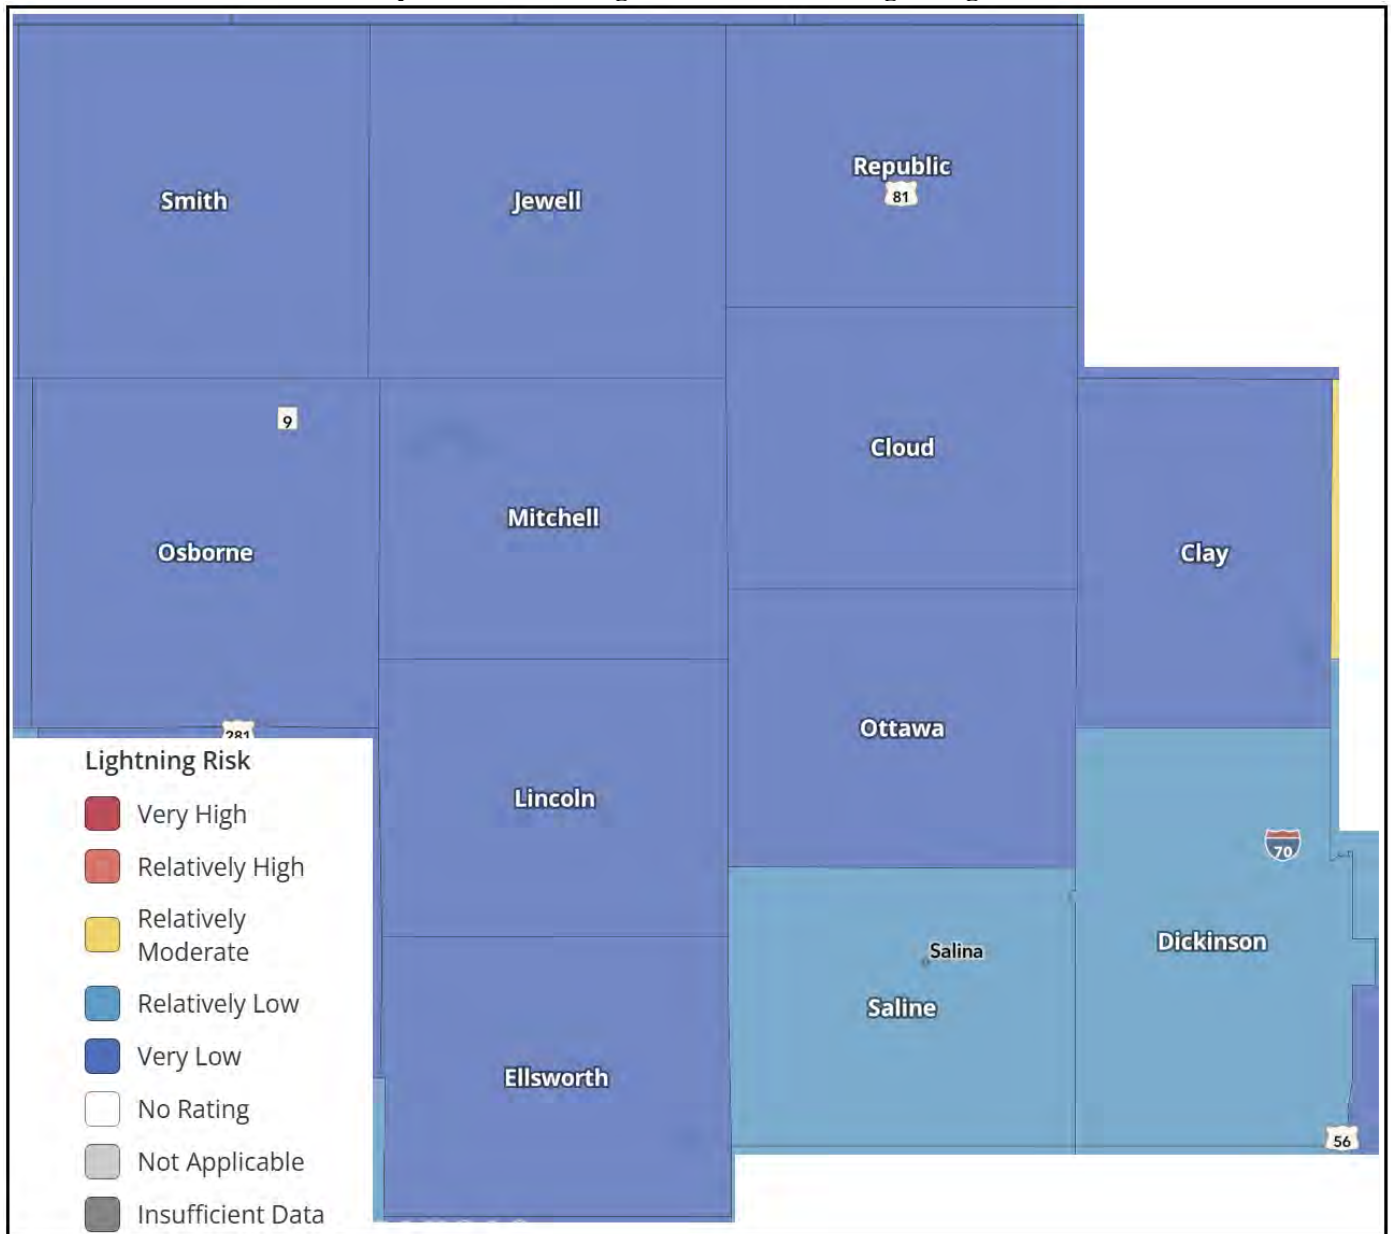 Republic
81
Smith
Jewell
9
Cloud
Mitchell
Osborne
Clay
281
Ottawa
Lincoln
70
Dickinson
Salina
Saline
Ellsworth
56
Lightning Risk
Very High
Relatively High
Relatively
Moderate
Relatively Low
Very Low
No Rating
Not Applicable
Insufficient Data